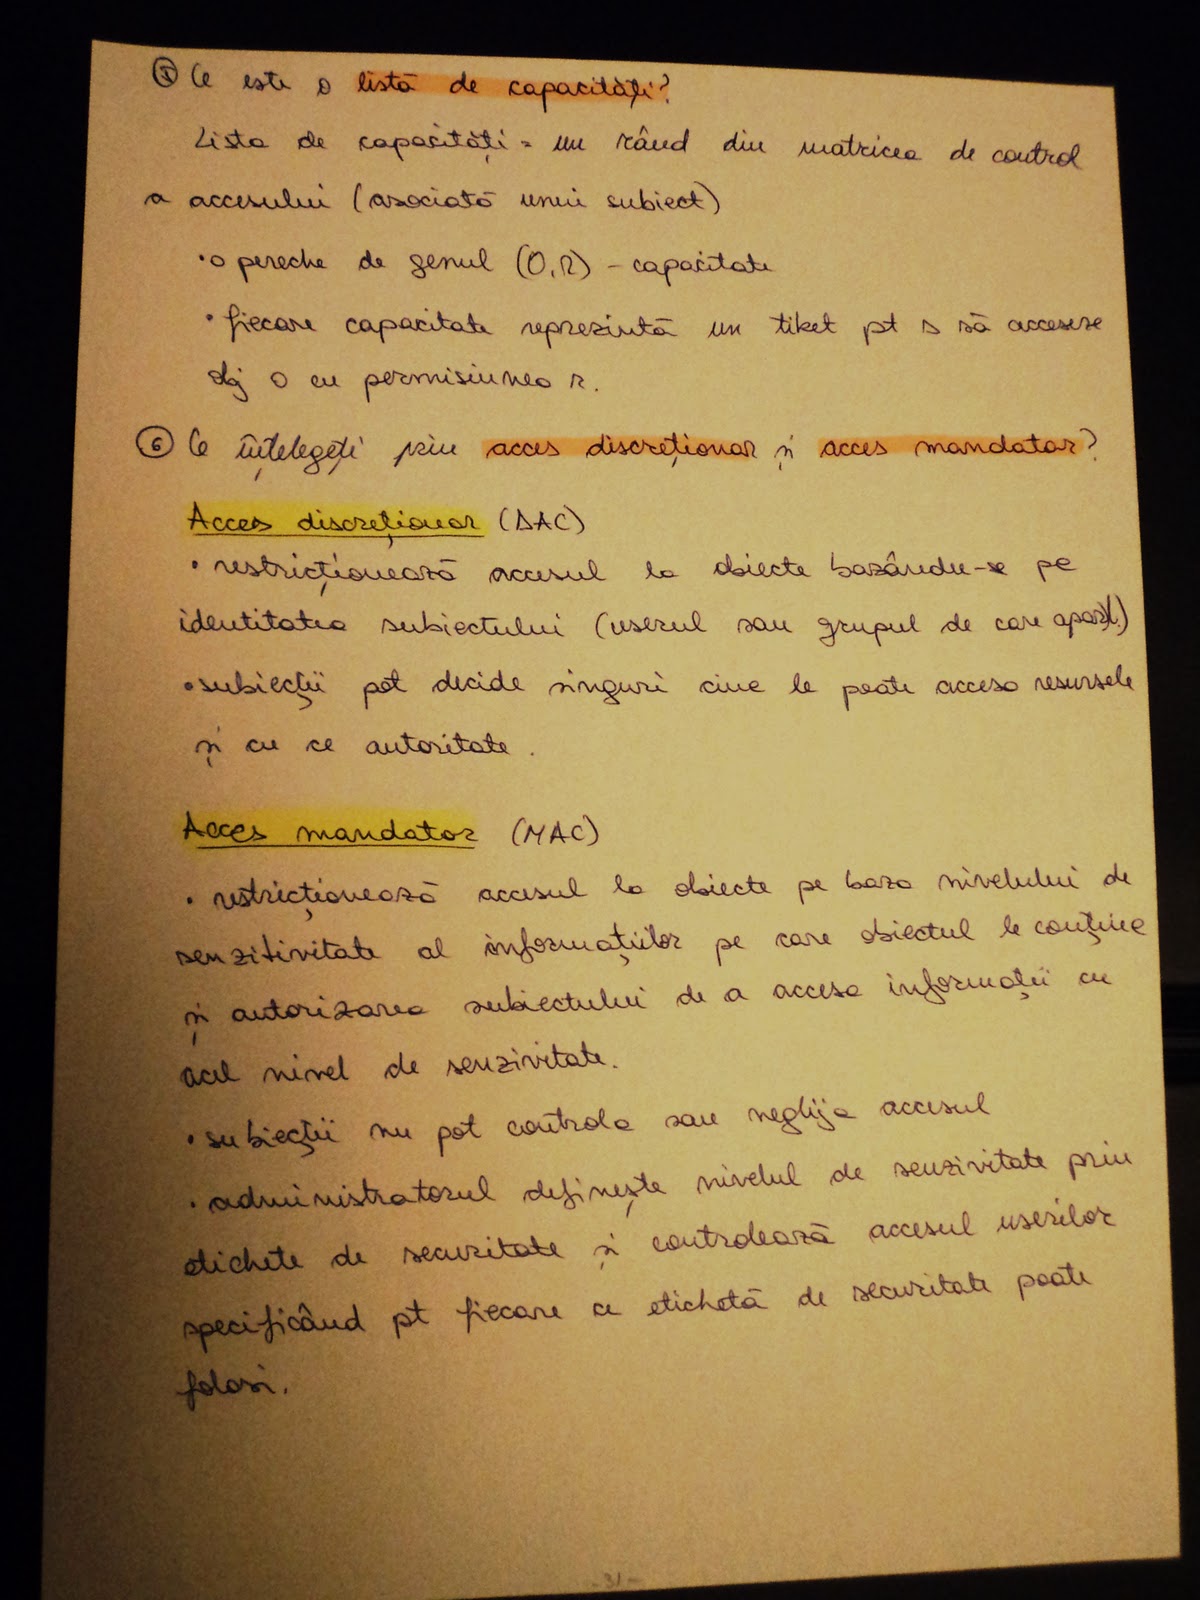 ⑤ Ce este o listă de capacități?
Lista de capacități = un rând din matricea de control
a accesului (asociată unui subiect)
• o pereche de genul (O,R) - capacitate
• fiecare capacitate reprezintă un tiket pt s să acceseze
obj o cu permisiunea r.
⑥ Ce înțelegeți prin acces discreționar și acces mandatar?
Acces discreționar (DAC)
• restricționează accesul la obiecte bazându-se pe
identitatea subiectului (userul sau grupul de care aparț.)
• subiecții pot decide singuri cine le poate accesa resursele
și cu ce autoritate.
Acces mandator (MAC)
• restricționează accesul la obiecte pe baza nivelului de
senzitivitate al informațiilor pe care obiectul le conține
și autorizarea subiectului de a accesa informații cu
acel nivel de senzivitate.
• subiecții nu pot controla sau neglija accesul
• administratorul definește nivelul de senzivitate prin
etichete de securitate și controlează accesul userilor
specificând pt fiecare ce etichetă de securitate poate
folosi.
-31-